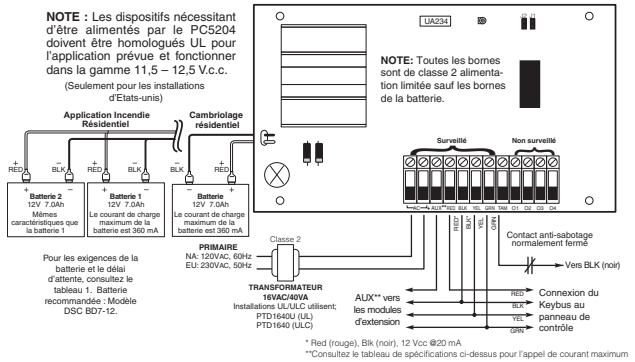 NOTE : Les dispositifs nécessitant
d'être alimentés par le PC5204
doivent être homologués UL pour
l'application prévue et fonctionner
dans la gamme 11,5 – 12,5 V.c.c.
(Seulement pour les installations
d'Etats-unis)
UA234
NOTE: Toutes les bornes
sont de classe 2 alimenta-
tion limitée sauf les bornes
de la batterie.
Application Incendie
Résidentiel
Cambriolage
résidentiel
+ – + – – +
RED BLK RED BLK BLK RED
+ –
Batterie 2
12V 7.0Ah
Mêmes
caractéristiques que
la batterie 1
+ –
Batterie 1
12V 7.0Ah
Le courant de charge
maximum de la
batterie est 360 mA
– +
Batterie
12V 7.0Ah
Le courant de charge
maximum de la
batterie est 360 mA
Surveillé
Non surveillé
AC AUX** RED BLK YEL GRN TAM O1 O2 O3 O4
RED* BLK* YEL GRN
Pour les exigences de la
batterie et le délai
d'attente, consultez le
tableau 1. Batterie
recommandée : Modèle
DSC BD7-12.
Classe 2
PRIMAIRE
NA: 120VAC, 60Hz
EU: 230VAC, 50Hz
TRANSFORMATEUR
16VAC/40VA
Installations UL/ULC utilisent;
PTD1640U (UL)
PTD1640 (ULC)
Contact anti-sabotage
normalement fermé
Vers BLK (noir)
AUX** vers
les modules
d'extension
RED
BLK
YEL
GRN
Connexion du
Keybus au
panneau de
contrôle
* Red (rouge), Blk (noir), 12 Vcc @20 mA
**Consultez le tableau de spécifications ci-dessus pour l'appel de courant maximum